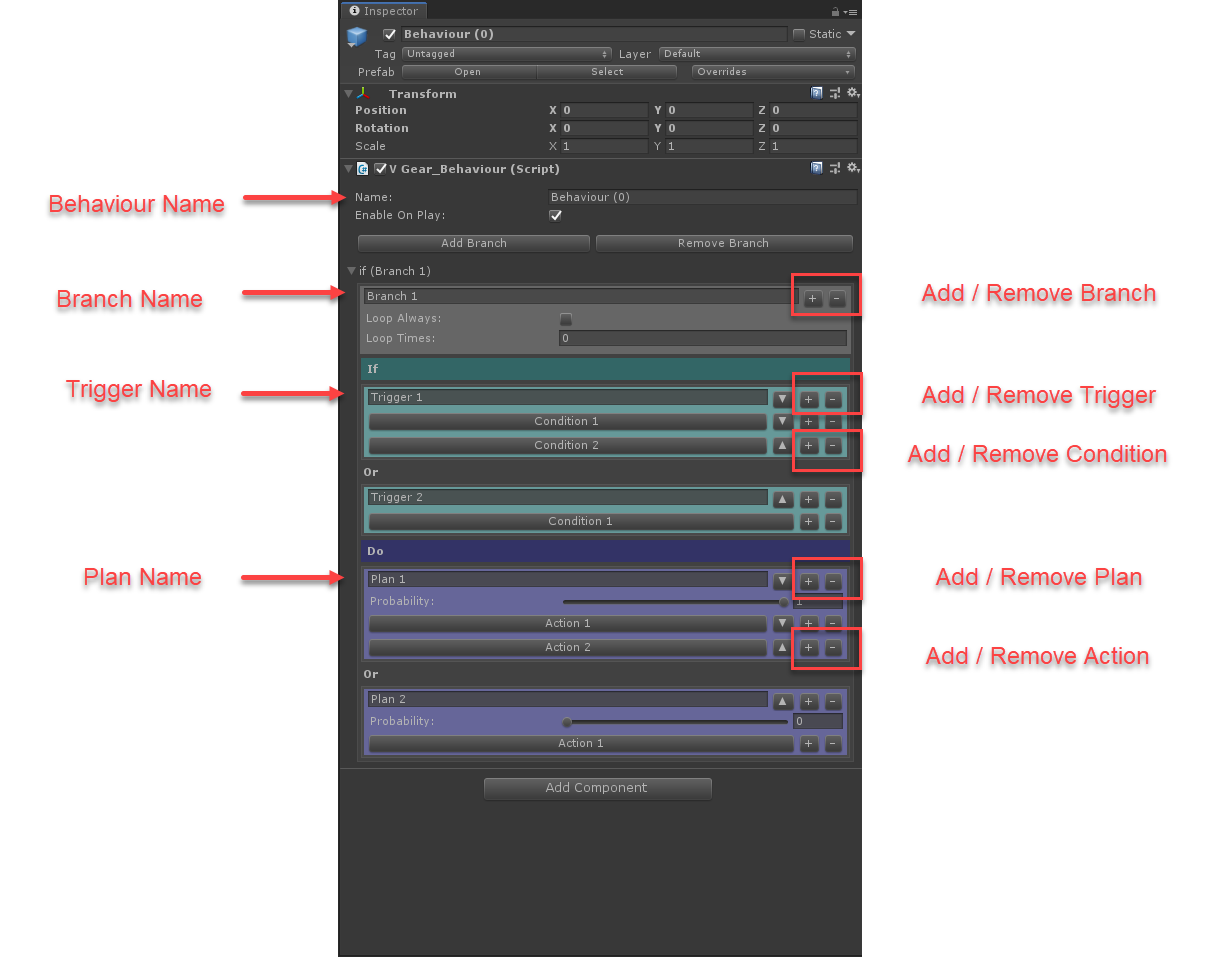 Inspector
Behaviour (0) Static
Tag Untagged Layer Default
Prefab Open Select Overrides
Transform
Position X 0 Y 0 Z 0
Rotation X 0 Y 0 Z 0
Scale X 1 Y 1 Z 1
V Gear_Behaviour (Script)
Behaviour Name
Name: Behaviour (0)
Enable On Play:
Add Branch Remove Branch
if (Branch 1)
Branch Name
Branch 1 + -
Add / Remove Branch
Loop Always:
Loop Times: 0
If
Trigger Name
Trigger 1 ▼ + -
Add / Remove Trigger
Condition 1 ▼ + -
Condition 2 ▲ + -
Add / Remove Condition
Or
Trigger 2 ▲ + -
Condition 1 + -
Do
Plan Name
Plan 1 ▼ + -
Add / Remove Plan
Probability: 1
Action 1 ▼ + -
Action 2 ▲ + -
Add / Remove Action
Or
Plan 2 ▲ + -
Probability: 0
Action 1 + -
Add Component